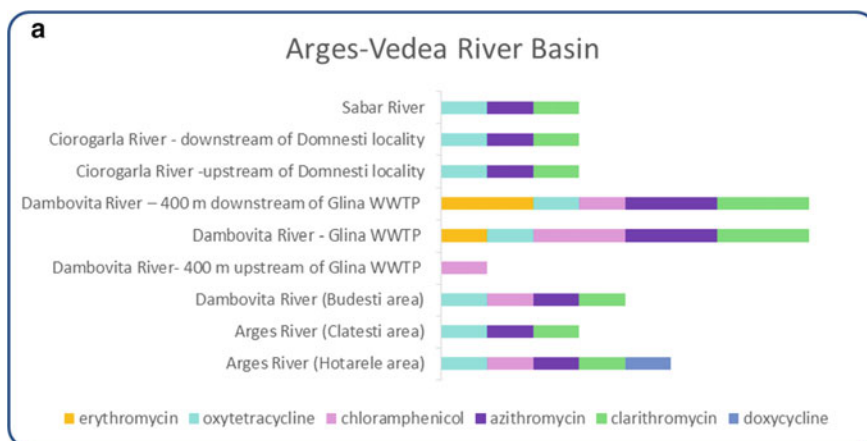 a
Arges-Vedea River Basin
Sabar River
Ciorogarla River - downstream of Domnesti locality
Ciorogarla River -upstream of Domnesti locality
Dambovita River – 400 m downstream of Glina WWTP
Dambovita River - Glina WWTP
Dambovita River- 400 m upstream of Glina WWTP
Dambovita River (Budesti area)
Arges River (Clatesti area)
Arges River (Hotarele area)
erythromycin oxytetracycline chloramphenicol azithromycin clarithromycin doxycycline